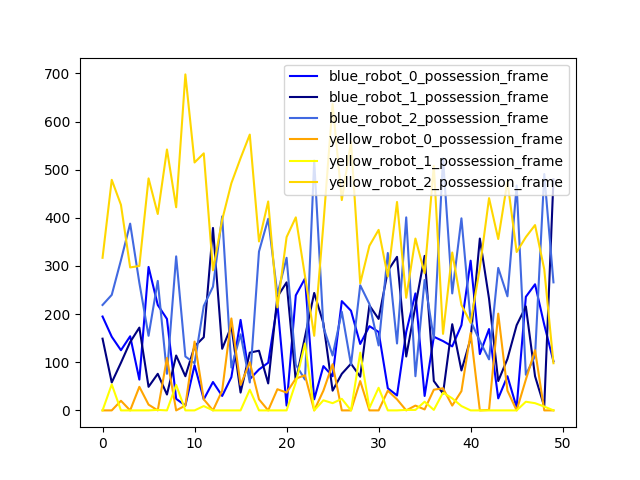 700
600
500
400
300
200
100
0
0
10
20
30
40
50
blue_robot_0_possession_frame
blue_robot_1_possession_frame
blue_robot_2_possession_frame
yellow_robot_0_possession_frame
yellow_robot_1_possession_frame
yellow_robot_2_possession_frame